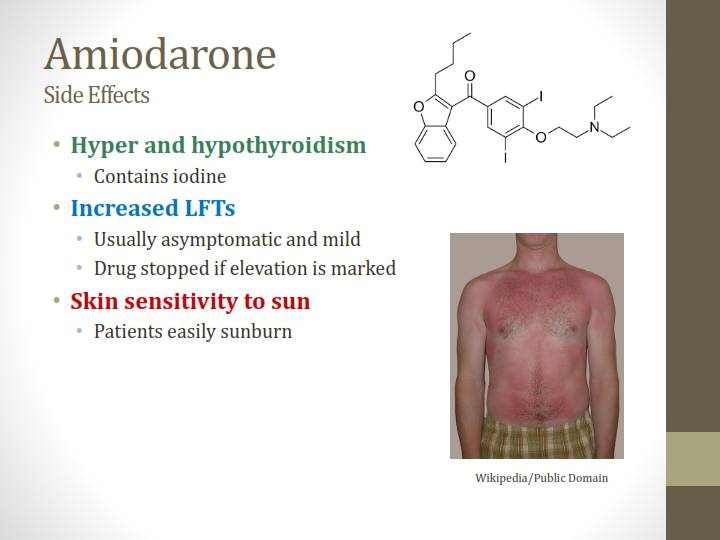 Amiodarone
Side Effects
• Hyper and hypothyroidism
• Contains iodine
• Increased LFTs
• Usually asymptomatic and mild
• Drug stopped if elevation is marked
• Skin sensitivity to sun
• Patients easily sunburn
O
O
I
O
N
I
Wikipedia/Public Domain